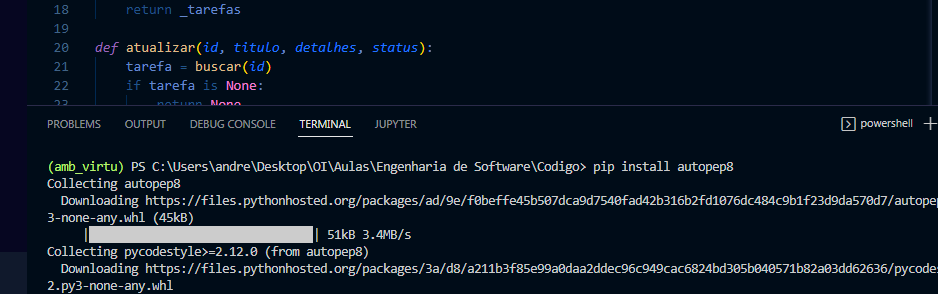 18 return _tarefas
19
20 def atualizar(id, titulo, detalhes, status):
21 tarefa = buscar(id)
22 if tarefa is None:
23 return None
PROBLEMS OUTPUT DEBUG CONSOLE TERMINAL JUPYTER powershell
(amb_virtu) PS C:\Users\andre\Desktop\OI\Aulas\Engenharia de Software\Codigo> pip install autopep8
Collecting autopep8
Downloading https://files.pythonhosted.org/packages/ad/9e/f0beffe45b507dca9d7540fad42b316b2fd1076dc484c9b1f23d9da570d7/autopep
3-none-any.whl (45kB)
| | 51kB 3.4MB/s
Collecting pycodestyle>=2.12.0 (from autopep8)
Downloading https://files.pythonhosted.org/packages/3a/d8/a211b3f85e99a0daa2ddec96c949cac6824bd305b040571b82a03dd62636/pycodes
2.py3-none-any.whl